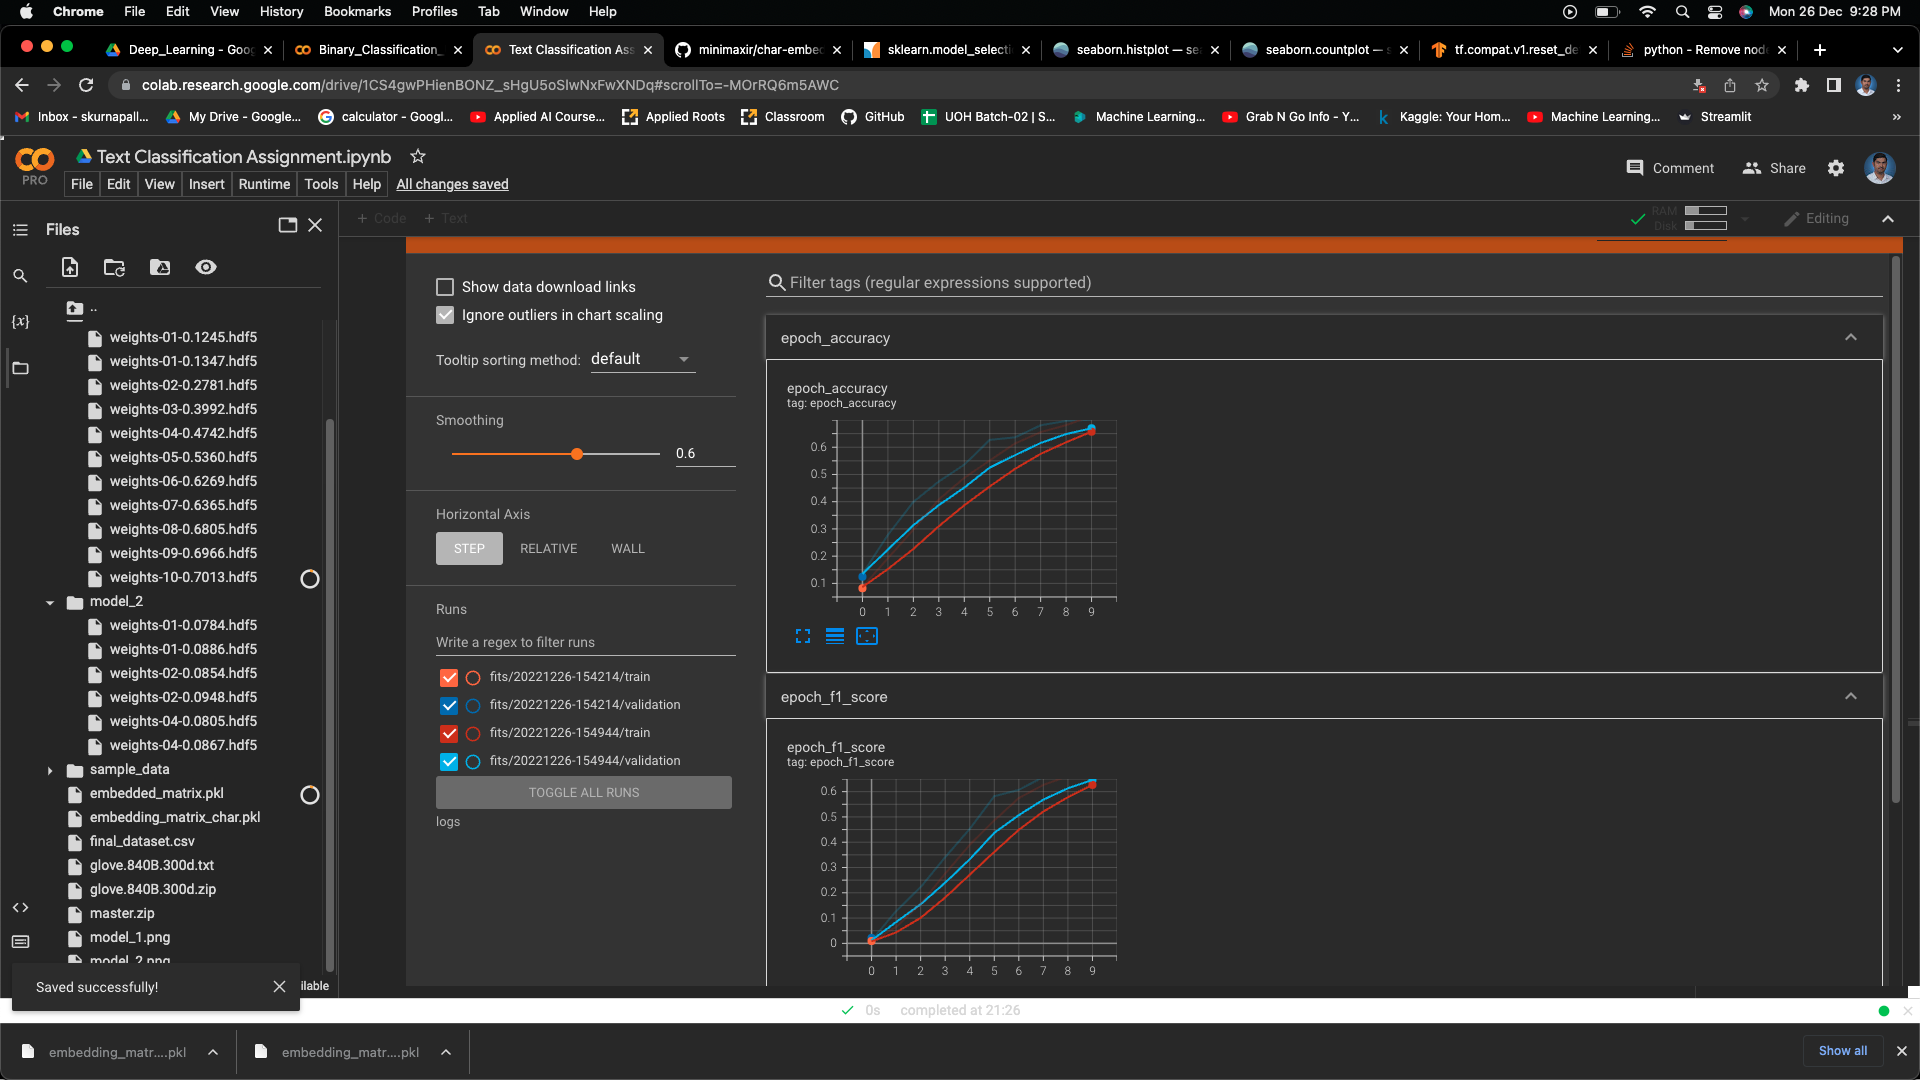 Chrome File Edit View History Bookmarks Profiles Tab Window Help Mon 26 Dec 9:28 PM
Deep_Learning - Goog Binary_Classification_ Text Classification Ass minimaxir/char-embe sklearn.model_selecti seaborn.histplot — sea seaborn.countplot — s tf.compat.v1.reset_de python - Remove node
colab.research.google.com/drive/1CS4gwPHienBONZ_sHgU5oSlwNxFwXNDq#scrollTo=-MOrRQ6m5AWC
Inbox - skurnapall... My Drive - Google... calculator - Googl... Applied AI Course... Applied Roots Classroom GitHub UOH Batch-02 | S... Machine Learning... Grab N Go Info - Y... Kaggle: Your Hom... Machine Learning... Streamlit »
PRO
Text Classification Assignment.ipynb
File Edit View Insert Runtime Tools Help All changes saved
Comment Share
Files
+ Code + Text
RAM
Disk
Editing
{x}
..
weights-01-0.1245.hdf5
weights-01-0.1347.hdf5
weights-02-0.2781.hdf5
weights-03-0.3992.hdf5
weights-04-0.4742.hdf5
weights-05-0.5360.hdf5
weights-06-0.6269.hdf5
weights-07-0.6365.hdf5
weights-08-0.6805.hdf5
weights-09-0.6966.hdf5
weights-10-0.7013.hdf5
model_2
weights-01-0.0784.hdf5
weights-01-0.0886.hdf5
weights-02-0.0854.hdf5
weights-02-0.0948.hdf5
weights-04-0.0805.hdf5
weights-04-0.0867.hdf5
sample_data
embedded_matrix.pkl
embedding_matrix_char.pkl
final_dataset.csv
glove.840B.300d.txt
glove.840B.300d.zip
master.zip
model_1.png
model_2.png
Saved successfully!
ilable
Show data download links
Ignore outliers in chart scaling
Tooltip sorting method: default
Smoothing
0.6
Horizontal Axis
STEP RELATIVE WALL
Runs
Write a regex to filter runs
fits/20221226-154214/train
fits/20221226-154214/validation
fits/20221226-154944/train
fits/20221226-154944/validation
TOGGLE ALL RUNS
logs
Filter tags (regular expressions supported)
epoch_accuracy
epoch_accuracy
tag: epoch_accuracy
0.6
0.5
0.4
0.3
0.2
0.1
0 1 2 3 4 5 6 7 8 9
epoch_f1_score
epoch_f1_score
tag: epoch_f1_score
0.6
0.5
0.4
0.3
0.2
0.1
0
0 1 2 3 4 5 6 7 8 9
0s completed at 21:26
embedding_matr....pkl embedding_matr....pkl Show all